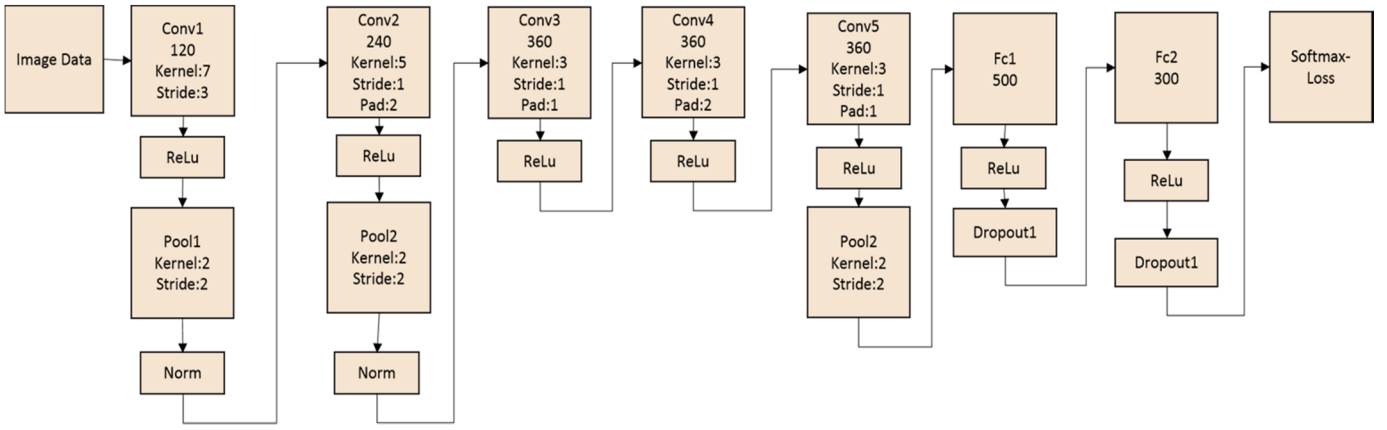 Image Data
Conv1
120
Kernel:7
Stride:3
ReLu
Pool1
Kernel:2
Stride:2
Norm
Conv2
240
Kernel:5
Stride:1
Pad:2
ReLu
Pool2
Kernel:2
Stride:2
Norm
Conv3
360
Kernel:3
Stride:1
Pad:1
ReLu
Conv4
360
Kernel:3
Stride:1
Pad:2
ReLu
Conv5
360
Kernel:3
Stride:1
Pad:1
ReLu
Pool2
Kernel:2
Stride:2
Fc1
500
ReLu
Dropout1
Fc2
300
ReLu
Dropout1
Softmax-
Loss